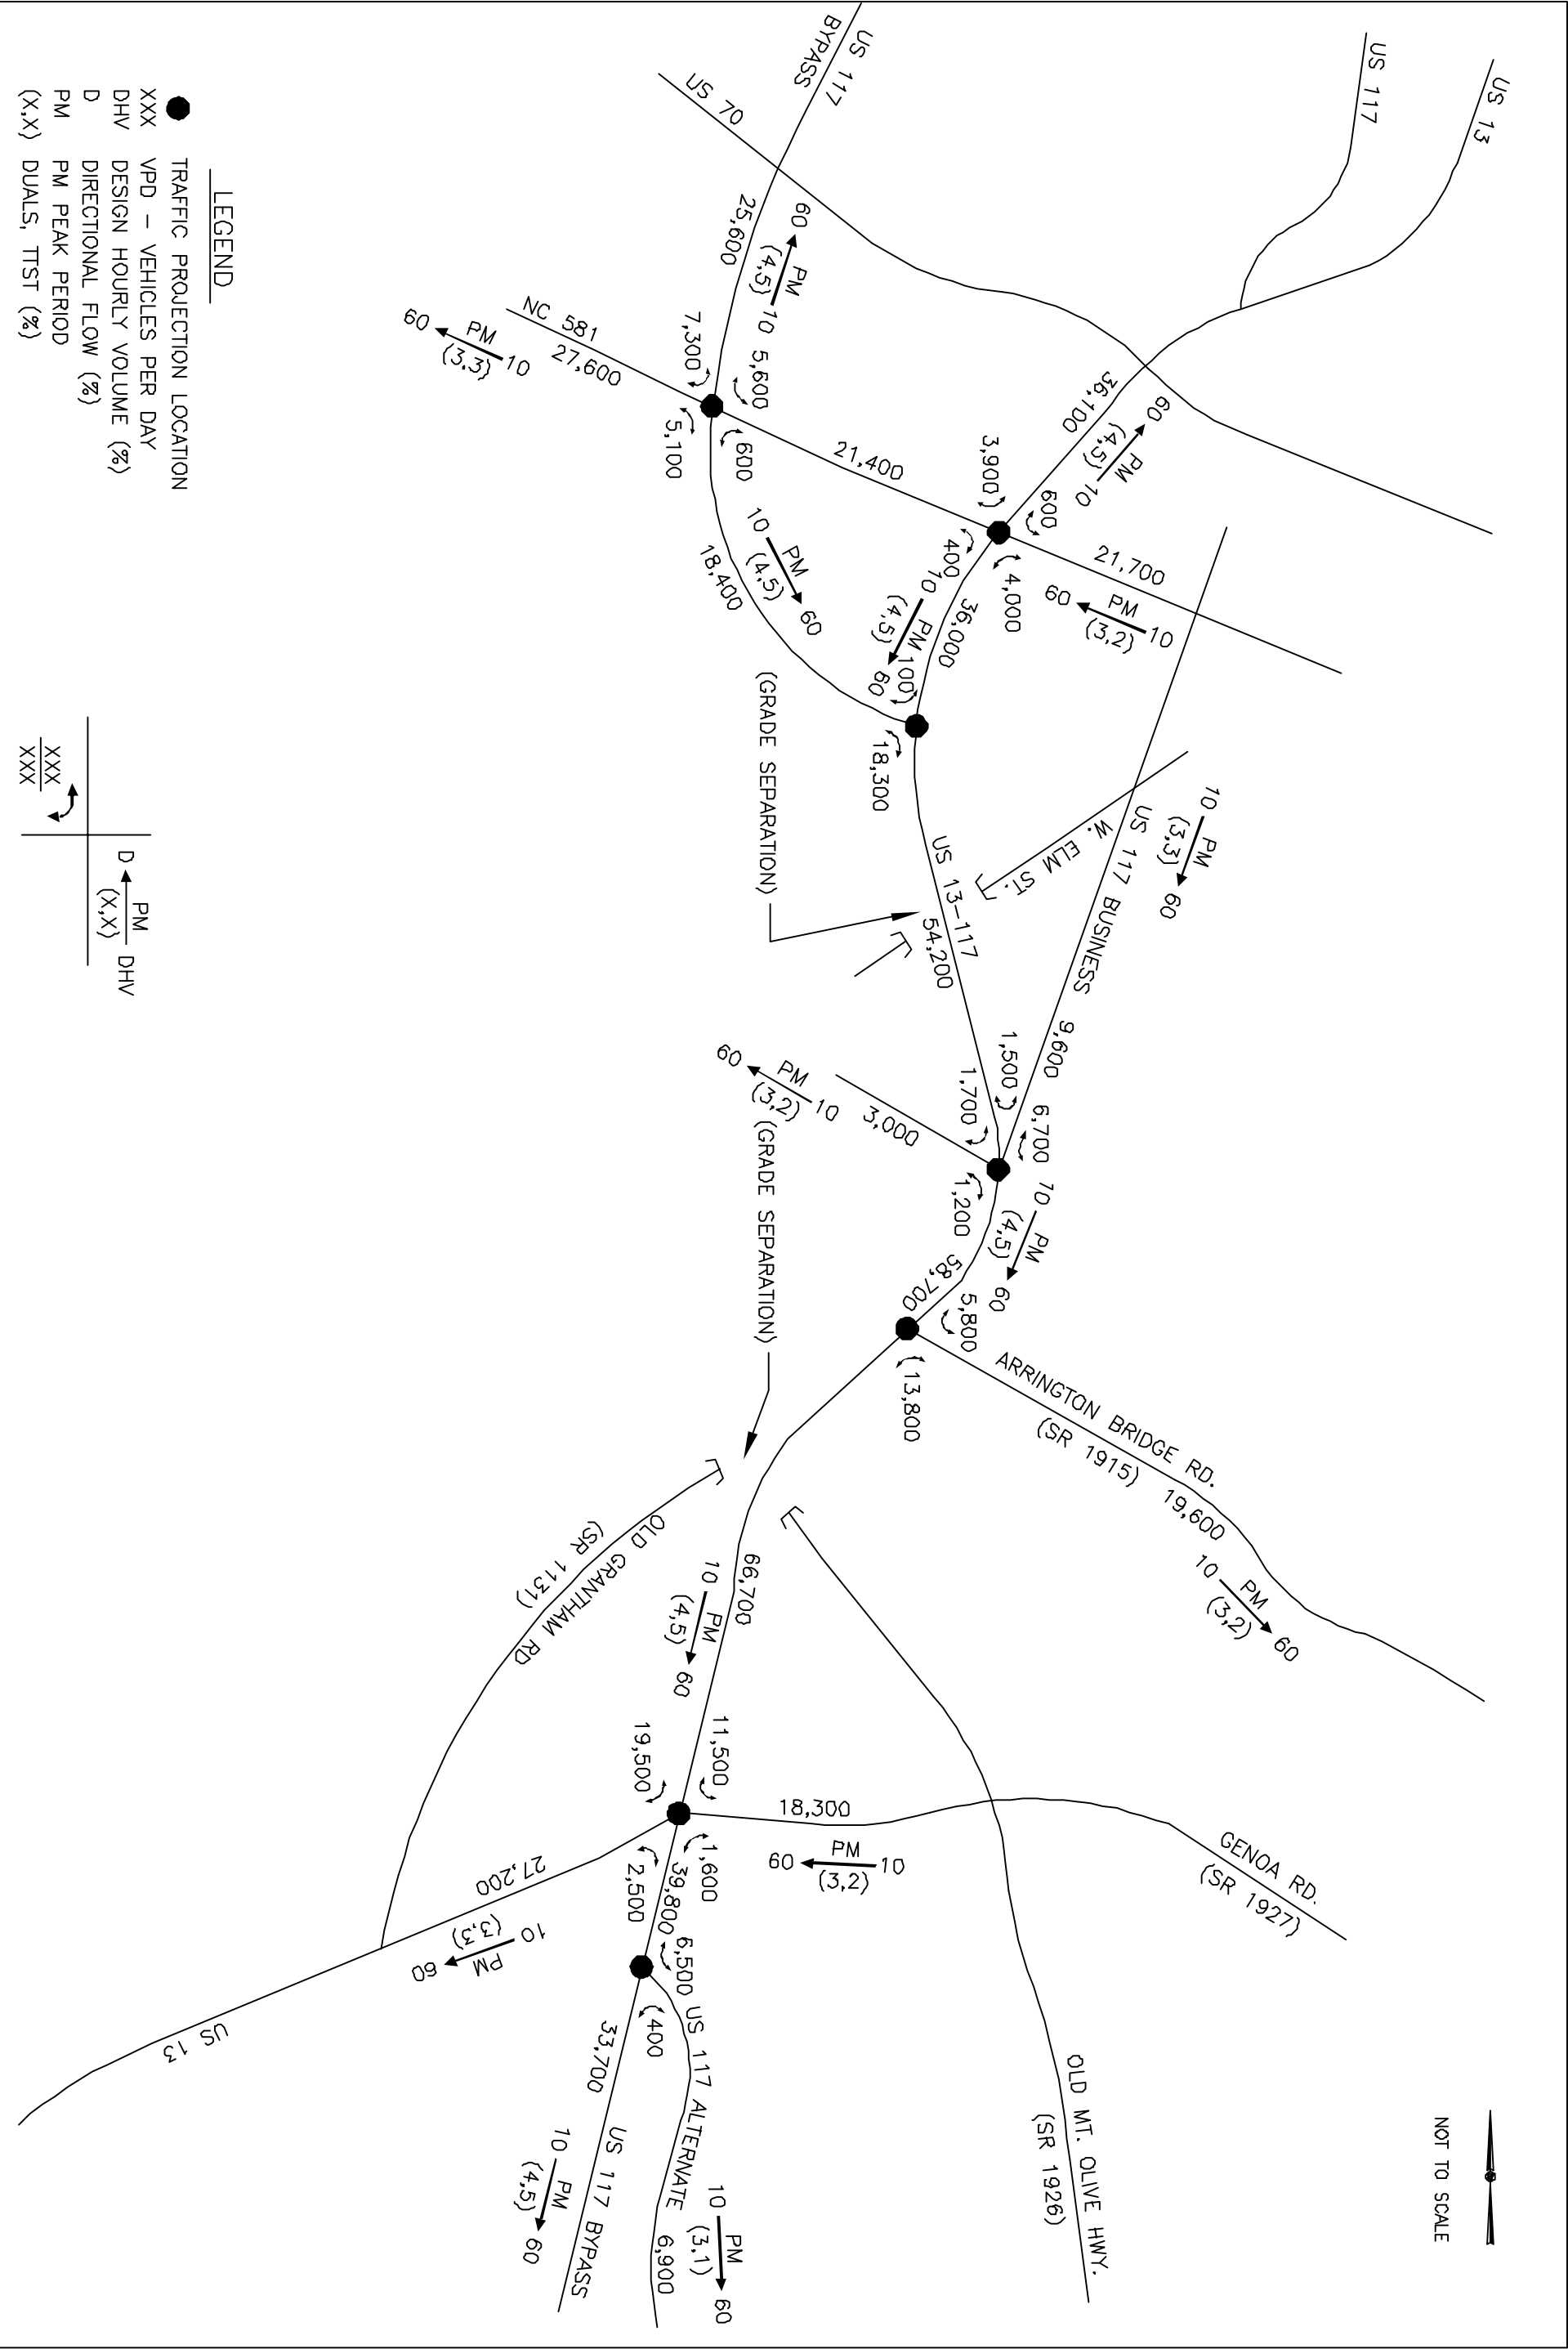 US 13
US 117
US 117
BYPASS
US 70
25,600
60 PM 10
(4,5)
36,100
60 PM 10
(4,5)
NC 581
27,600
60 PM 10
(3,3)
7,300
5,600
5,100
600
21,400
3,900
600
400
4,000
21,700
60 PM 10
(3,2)
10 PM 60
(4,5)
18,400
10 PM 60
(4,5)
36,000
100
18,300
(GRADE SEPARATION)
W. ELM ST.
US 13-117
54,200
10 PM 60
(3,3)
US 117 BUSINESS
9,600
1,500
1,700
6,700
1,200
3,000
60 PM 10
(3,2)
10 PM 60
(4,5)
58,700
5,800
13,800
ARRINGTON BRIDGE RD.
(SR 1915)
19,600
10 PM 60
(3,2)
(GRADE SEPARATION)
OLD GRANTHAM RD
(SR 1131)
66,700
10 PM 60
(4,5)
11,500
19,500
18,300
60 PM 10
(3,2)
GENOA RD.
(SR 1927)
1,600
2,500
39,800
27,200
10 PM 60
(3,3)
US 13
6,500
400
US 117 ALTERNATE
6,900
10 PM 60
(3,1)
33,700
US 117 BYPASS
10 PM 60
(4,5)
OLD MT. OLIVE HWY.
(SR 1926)
NOT TO SCALE
LEGEND
TRAFFIC PROJECTION LOCATION
XXX VPD - VEHICLES PER DAY
DHV DESIGN HOURLY VOLUME (%)
D DIRECTIONAL FLOW (%)
PM PM PEAK PERIOD
(X,X) DUALS, TTST (%)
XXX
XXX
D PM DHV
(X,X)